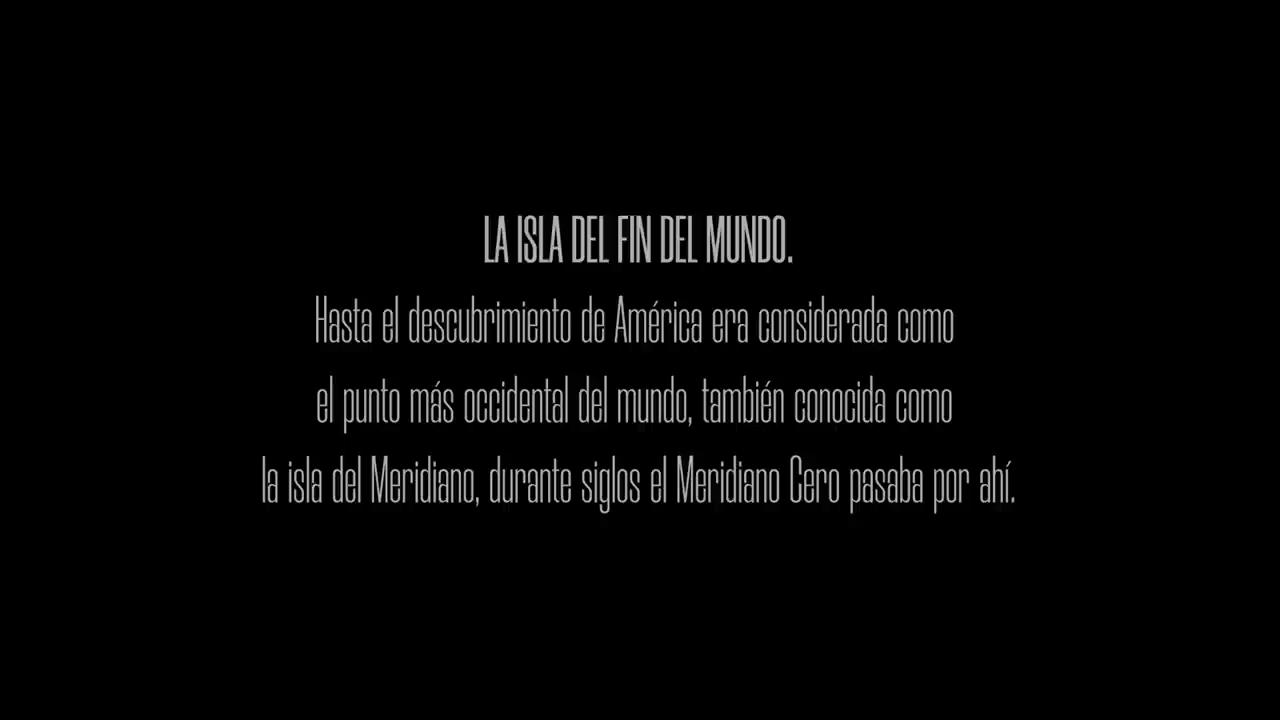 LA ISLA DEL FIN DEL MUNDO.
Hasta el descubrimiento de América era considerada como
el punto más occidental del mundo, también conocida como
la isla del Meridiano, durante siglos el Meridiano Cero pasaba por ahí.